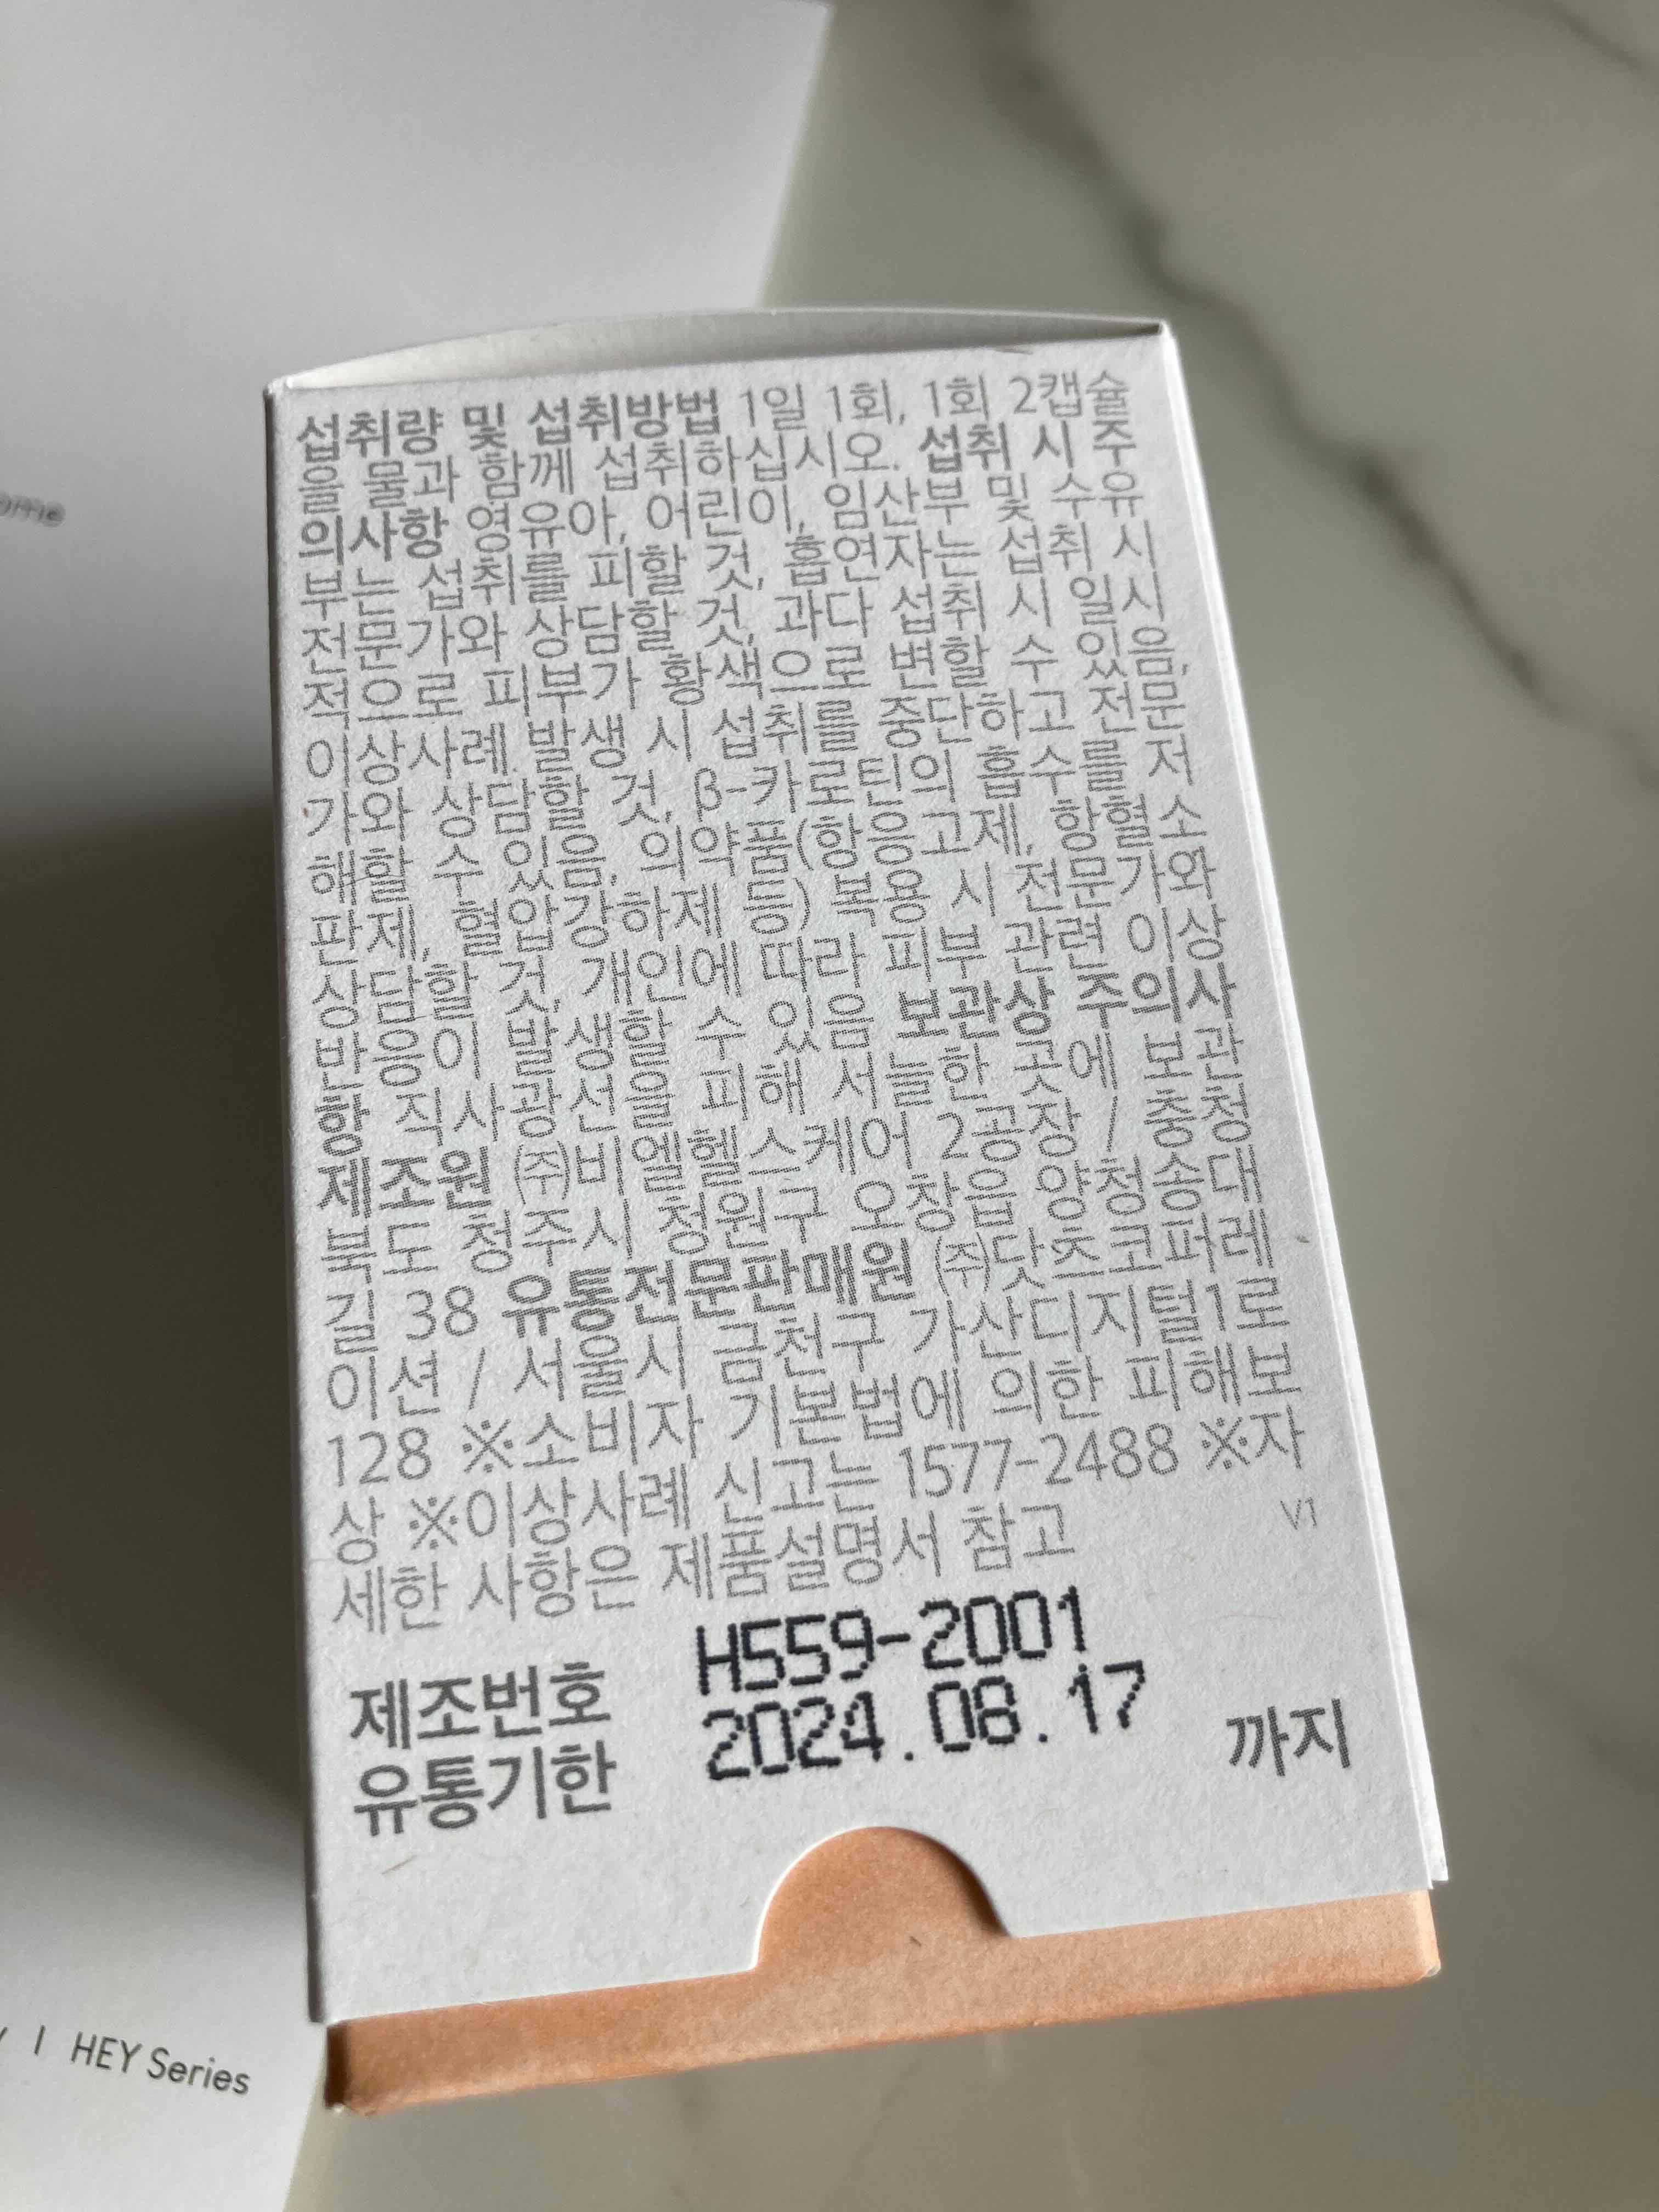 ome
섭취량 및 섭취방법 1일 1회, 1회 2캡슐
을 물과 함께 섭취하십시오. 섭취 시 주
의사항 영유아, 어린이, 임산부 및 수유
부는 섭취를 피할 것, 흡연자는 섭취 시
전문가와 상담할 것, 과다 섭취 시 일시
적으로 피부가 황색으로 변할 수 있음,
이상사례 발생 시 섭취를 중단하고 전문
가와 상담할 것, β-카로틴의 흡수를 저
해할 수 있음, 의약품(항응고제, 항혈소
판제, 혈압강하제 등) 복용 시 전문가와
상담할 것, 개인에 따라 피부 관련 이상
반응이 발생할 수 있음 보관상 주의사
항 직사광선을 피해 서늘한 곳에 보관
제조원 ㈜비엘헬스케어 2공장 / 충청
북도 청주시 청원구 오창읍 양청송대
길 38 유통전문판매원 ㈜닷츠코퍼레
이션 / 서울시 금천구 가산디지털1로
128 ※소비자 기본법에 의한 피해보
상 ※이상사례 신고는 1577-2488 ※자
세한 사항은 제품설명서 참고
V1
제조번호 H559-2001
유통기한 2024.08.17 까지
I HEY Series